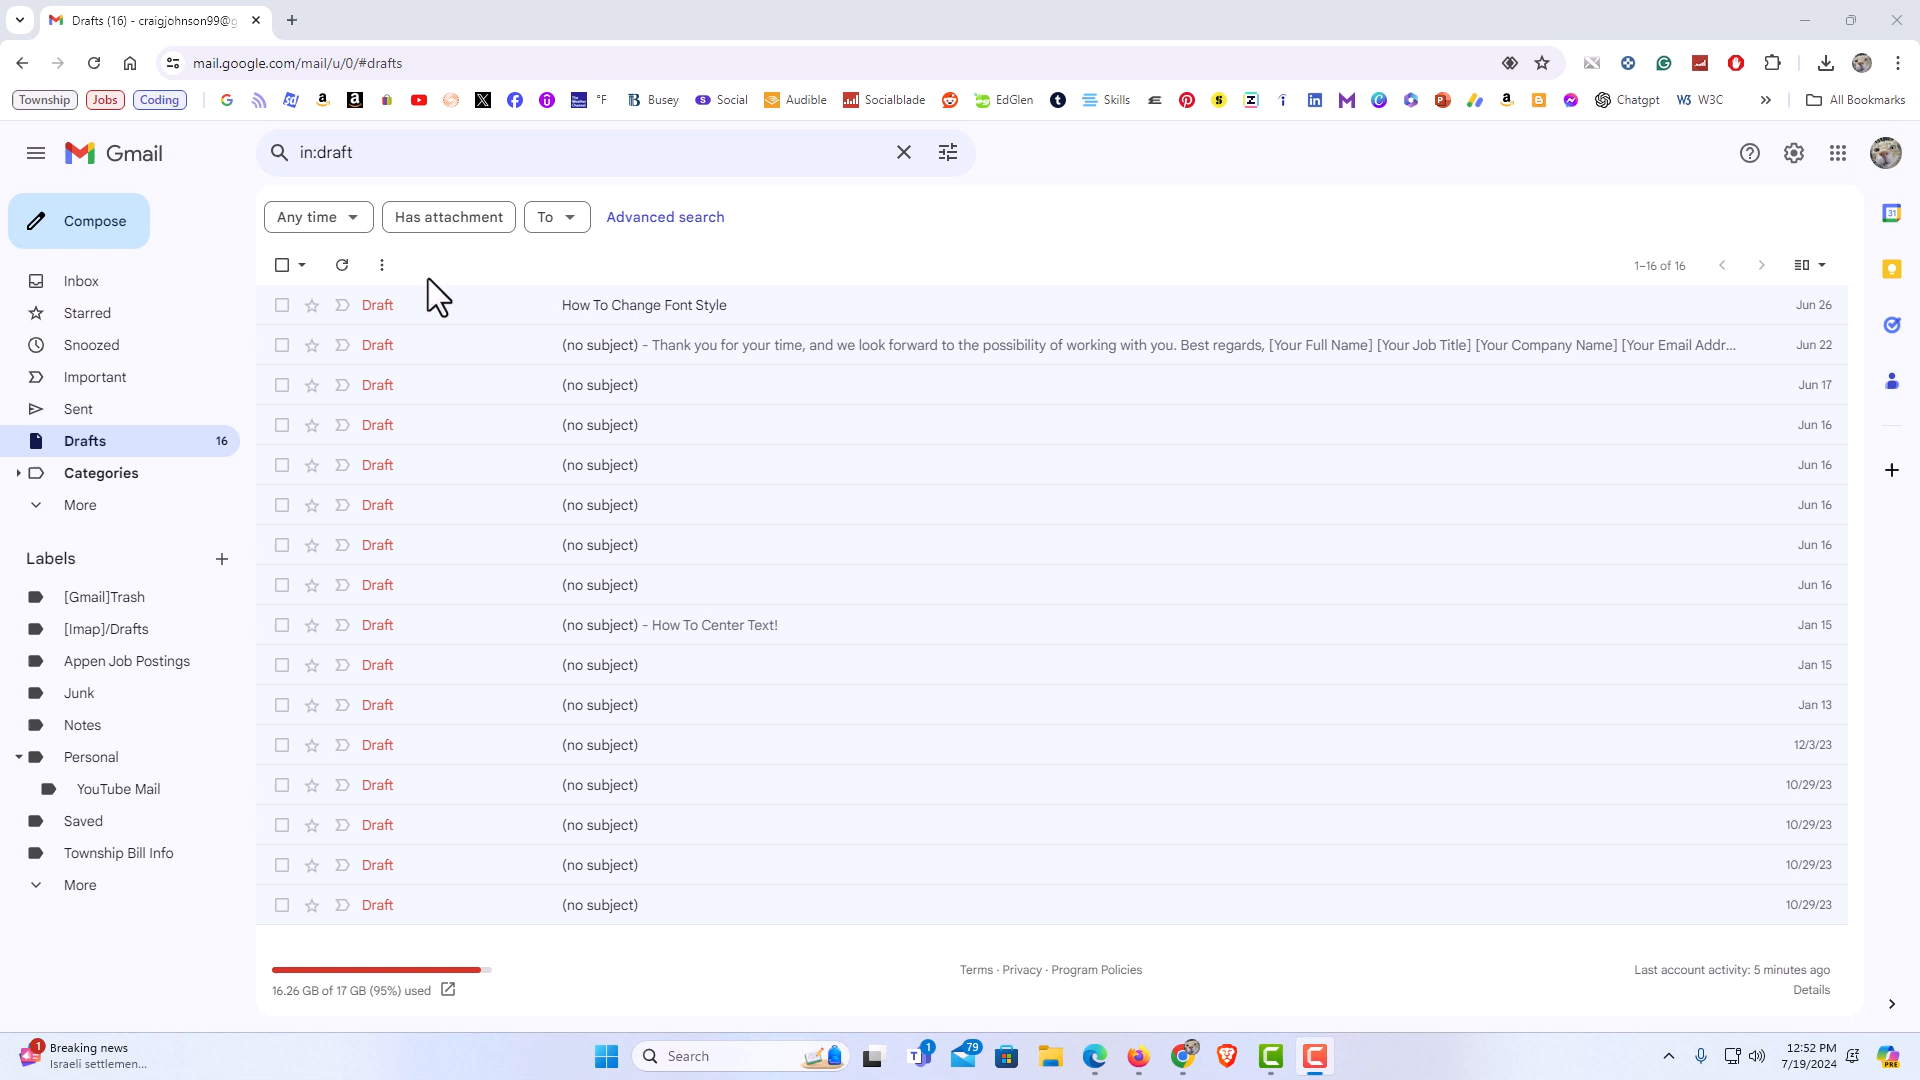 Drafts (16) - craigjohnson99@g
mail.google.com/mail/u/0/#drafts
Township Jobs Coding °F Busey Social Audible Socialblade EdGlen Skills Chatgpt W3C » All Bookmarks
Gmail
in:draft
Compose
Any time Has attachment To Advanced search
1–16 of 16
Inbox
Starred
Snoozed
Important
Sent
Drafts 16
Categories
More
Labels +
[Gmail]Trash
[Imap]/Drafts
Appen Job Postings
Junk
Notes
Personal
YouTube Mail
Saved
Township Bill Info
More
Draft How To Change Font Style Jun 26
Draft (no subject) - Thank you for your time, and we look forward to the possibility of working with you. Best regards, [Your Full Name] [Your Job Title] [Your Company Name] [Your Email Addr... Jun 22
Draft (no subject) Jun 17
Draft (no subject) Jun 16
Draft (no subject) Jun 16
Draft (no subject) Jun 16
Draft (no subject) Jun 16
Draft (no subject) Jun 16
Draft (no subject) - How To Center Text! Jan 15
Draft (no subject) Jan 15
Draft (no subject) Jan 13
Draft (no subject) 12/3/23
Draft (no subject) 10/29/23
Draft (no subject) 10/29/23
Draft (no subject) 10/29/23
Draft (no subject) 10/29/23
16.26 GB of 17 GB (95%) used
Terms · Privacy · Program Policies
Last account activity: 5 minutes ago
Details
31
1 Breaking news
Israeli settlemen...
Search
1
79
12:52 PM
7/19/2024
PRE